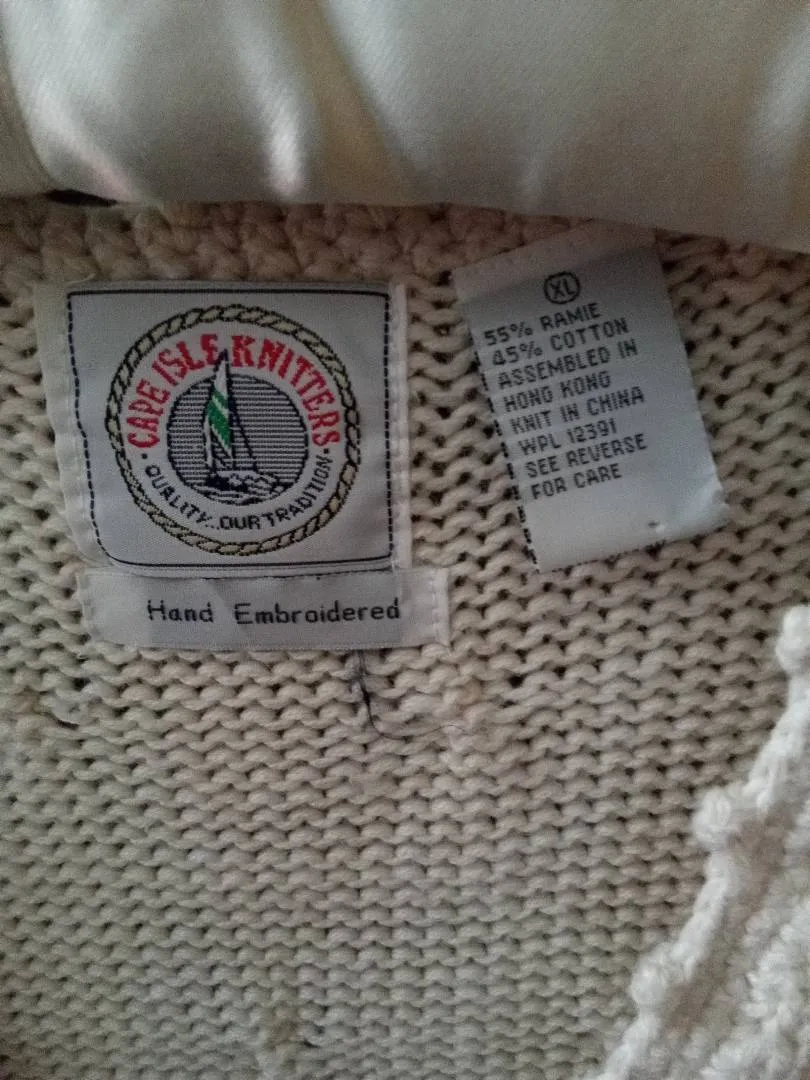 CAPE ISLE KNITTERS
· QUALITY...OUR TRADITION ·
Hand Embroidered
XL
55% RAMIE
45% COTTON
ASSEMBLED IN
HONG KONG
KNIT IN CHINA
WPL 12391
SEE REVERSE
FOR CARE